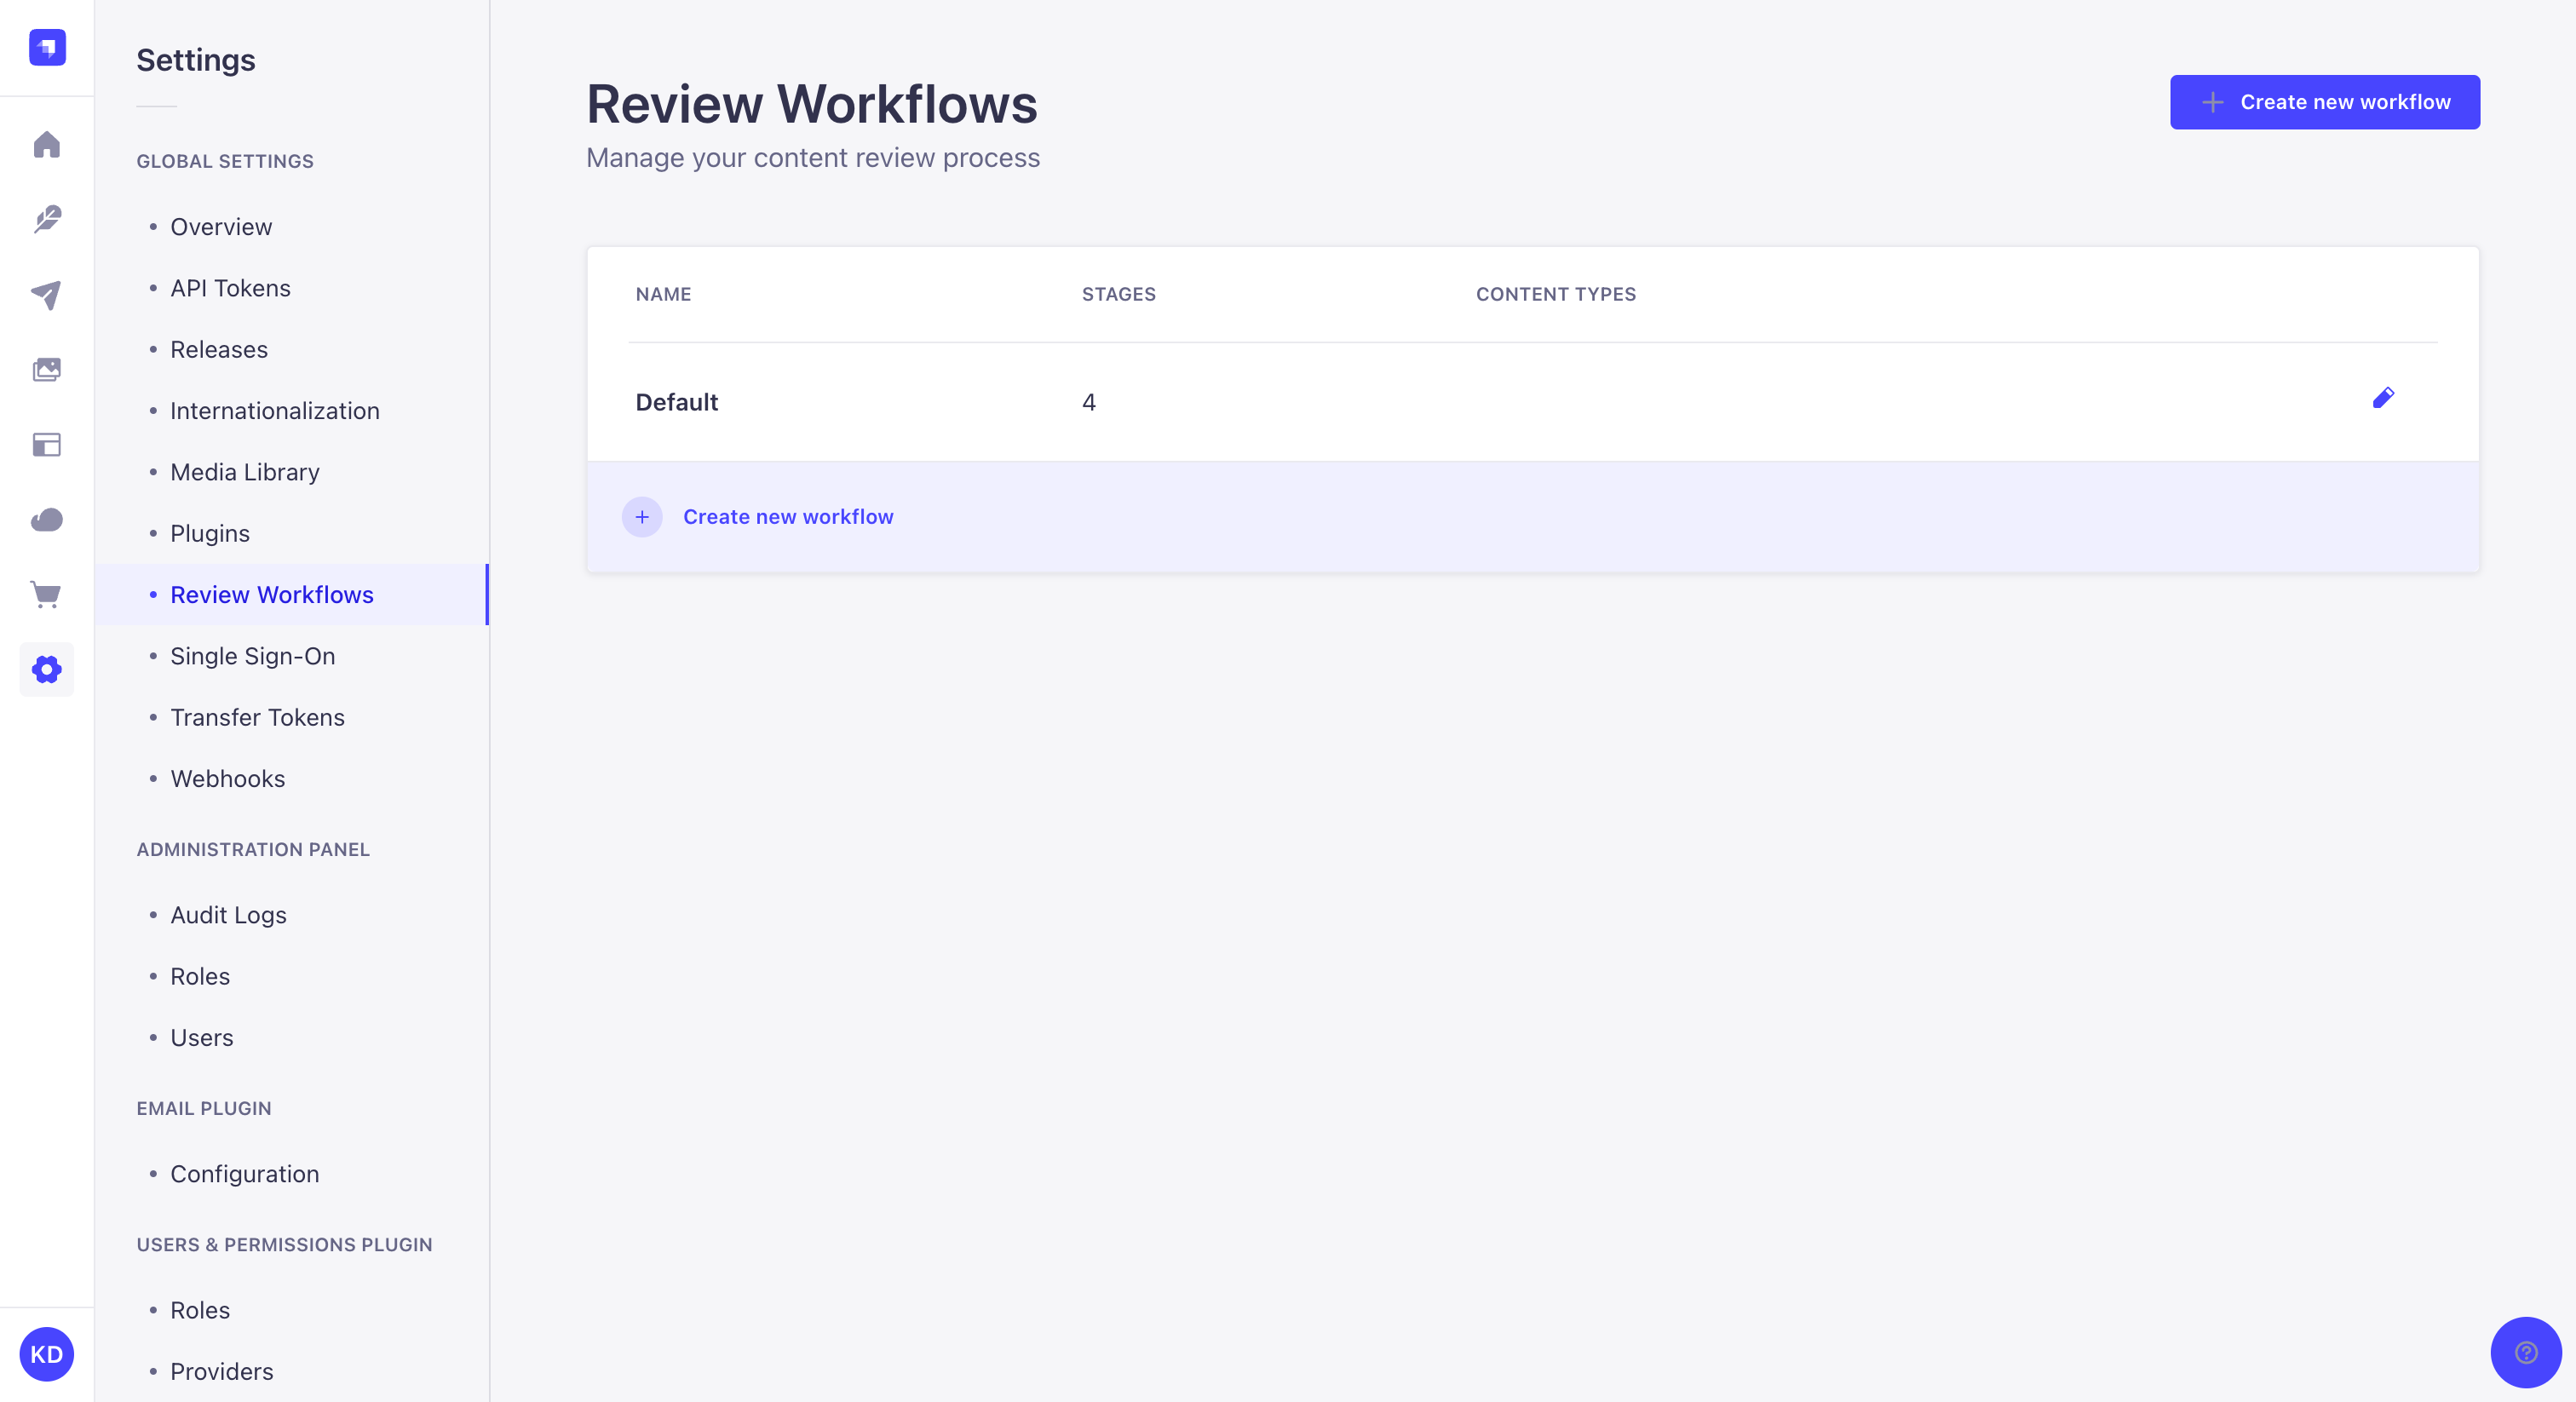 Settings
GLOBAL SETTINGS
Overview
API Tokens
Releases
Internationalization
Media Library
Plugins
Review Workflows
Single Sign-On
Transfer Tokens
Webhooks
ADMINISTRATION PANEL
Audit Logs
Roles
Users
EMAIL PLUGIN
Configuration
USERS & PERMISSIONS PLUGIN
Roles
Providers
KD
Review Workflows
Manage your content review process
Create new workflow
NAME STAGES CONTENT TYPES
Default 4
Create new workflow